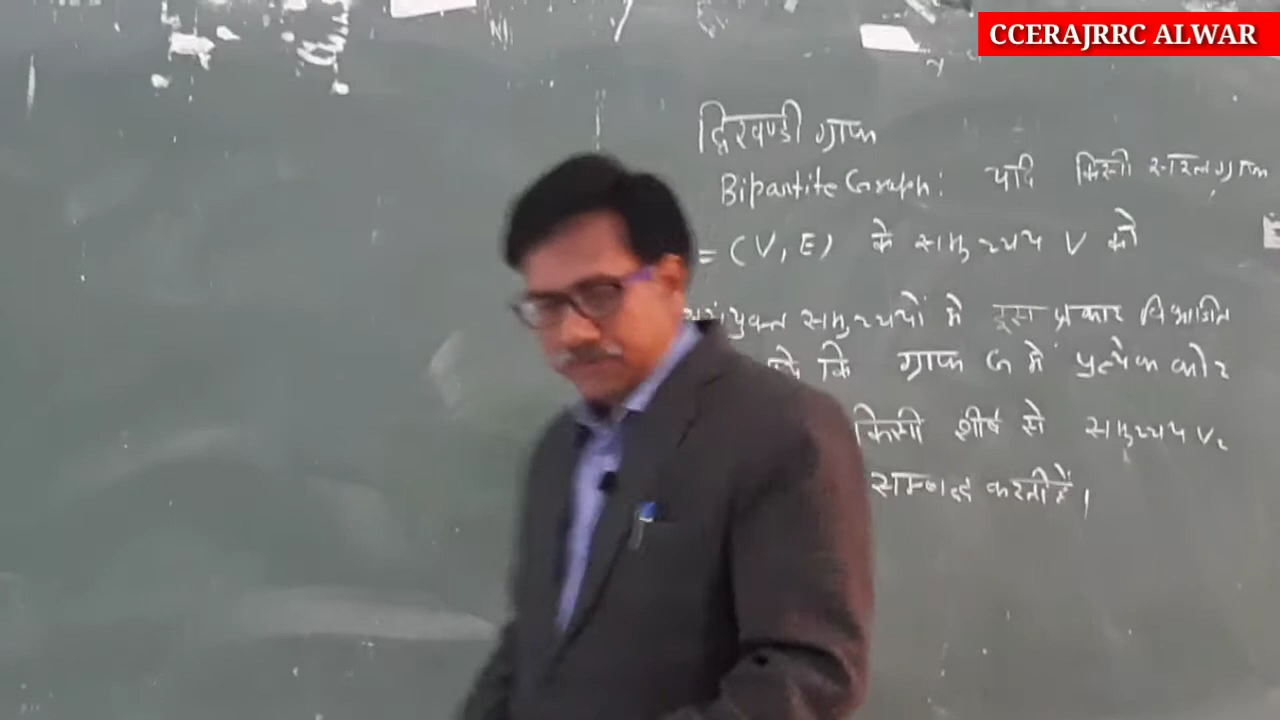 CCERAJRRC ALWAR
द्विखण्डी ग्राफ
Bipartite Graph: यदि किसी सरल ग्राफ
= (V, E) के समुच्चय V को
समुच्चयों मे इस प्रकार विभाजित
कि ग्राफ G में प्रत्येक कोर
किसी शीर्ष से समुच्चय V₂
सम्बद्ध करती है।